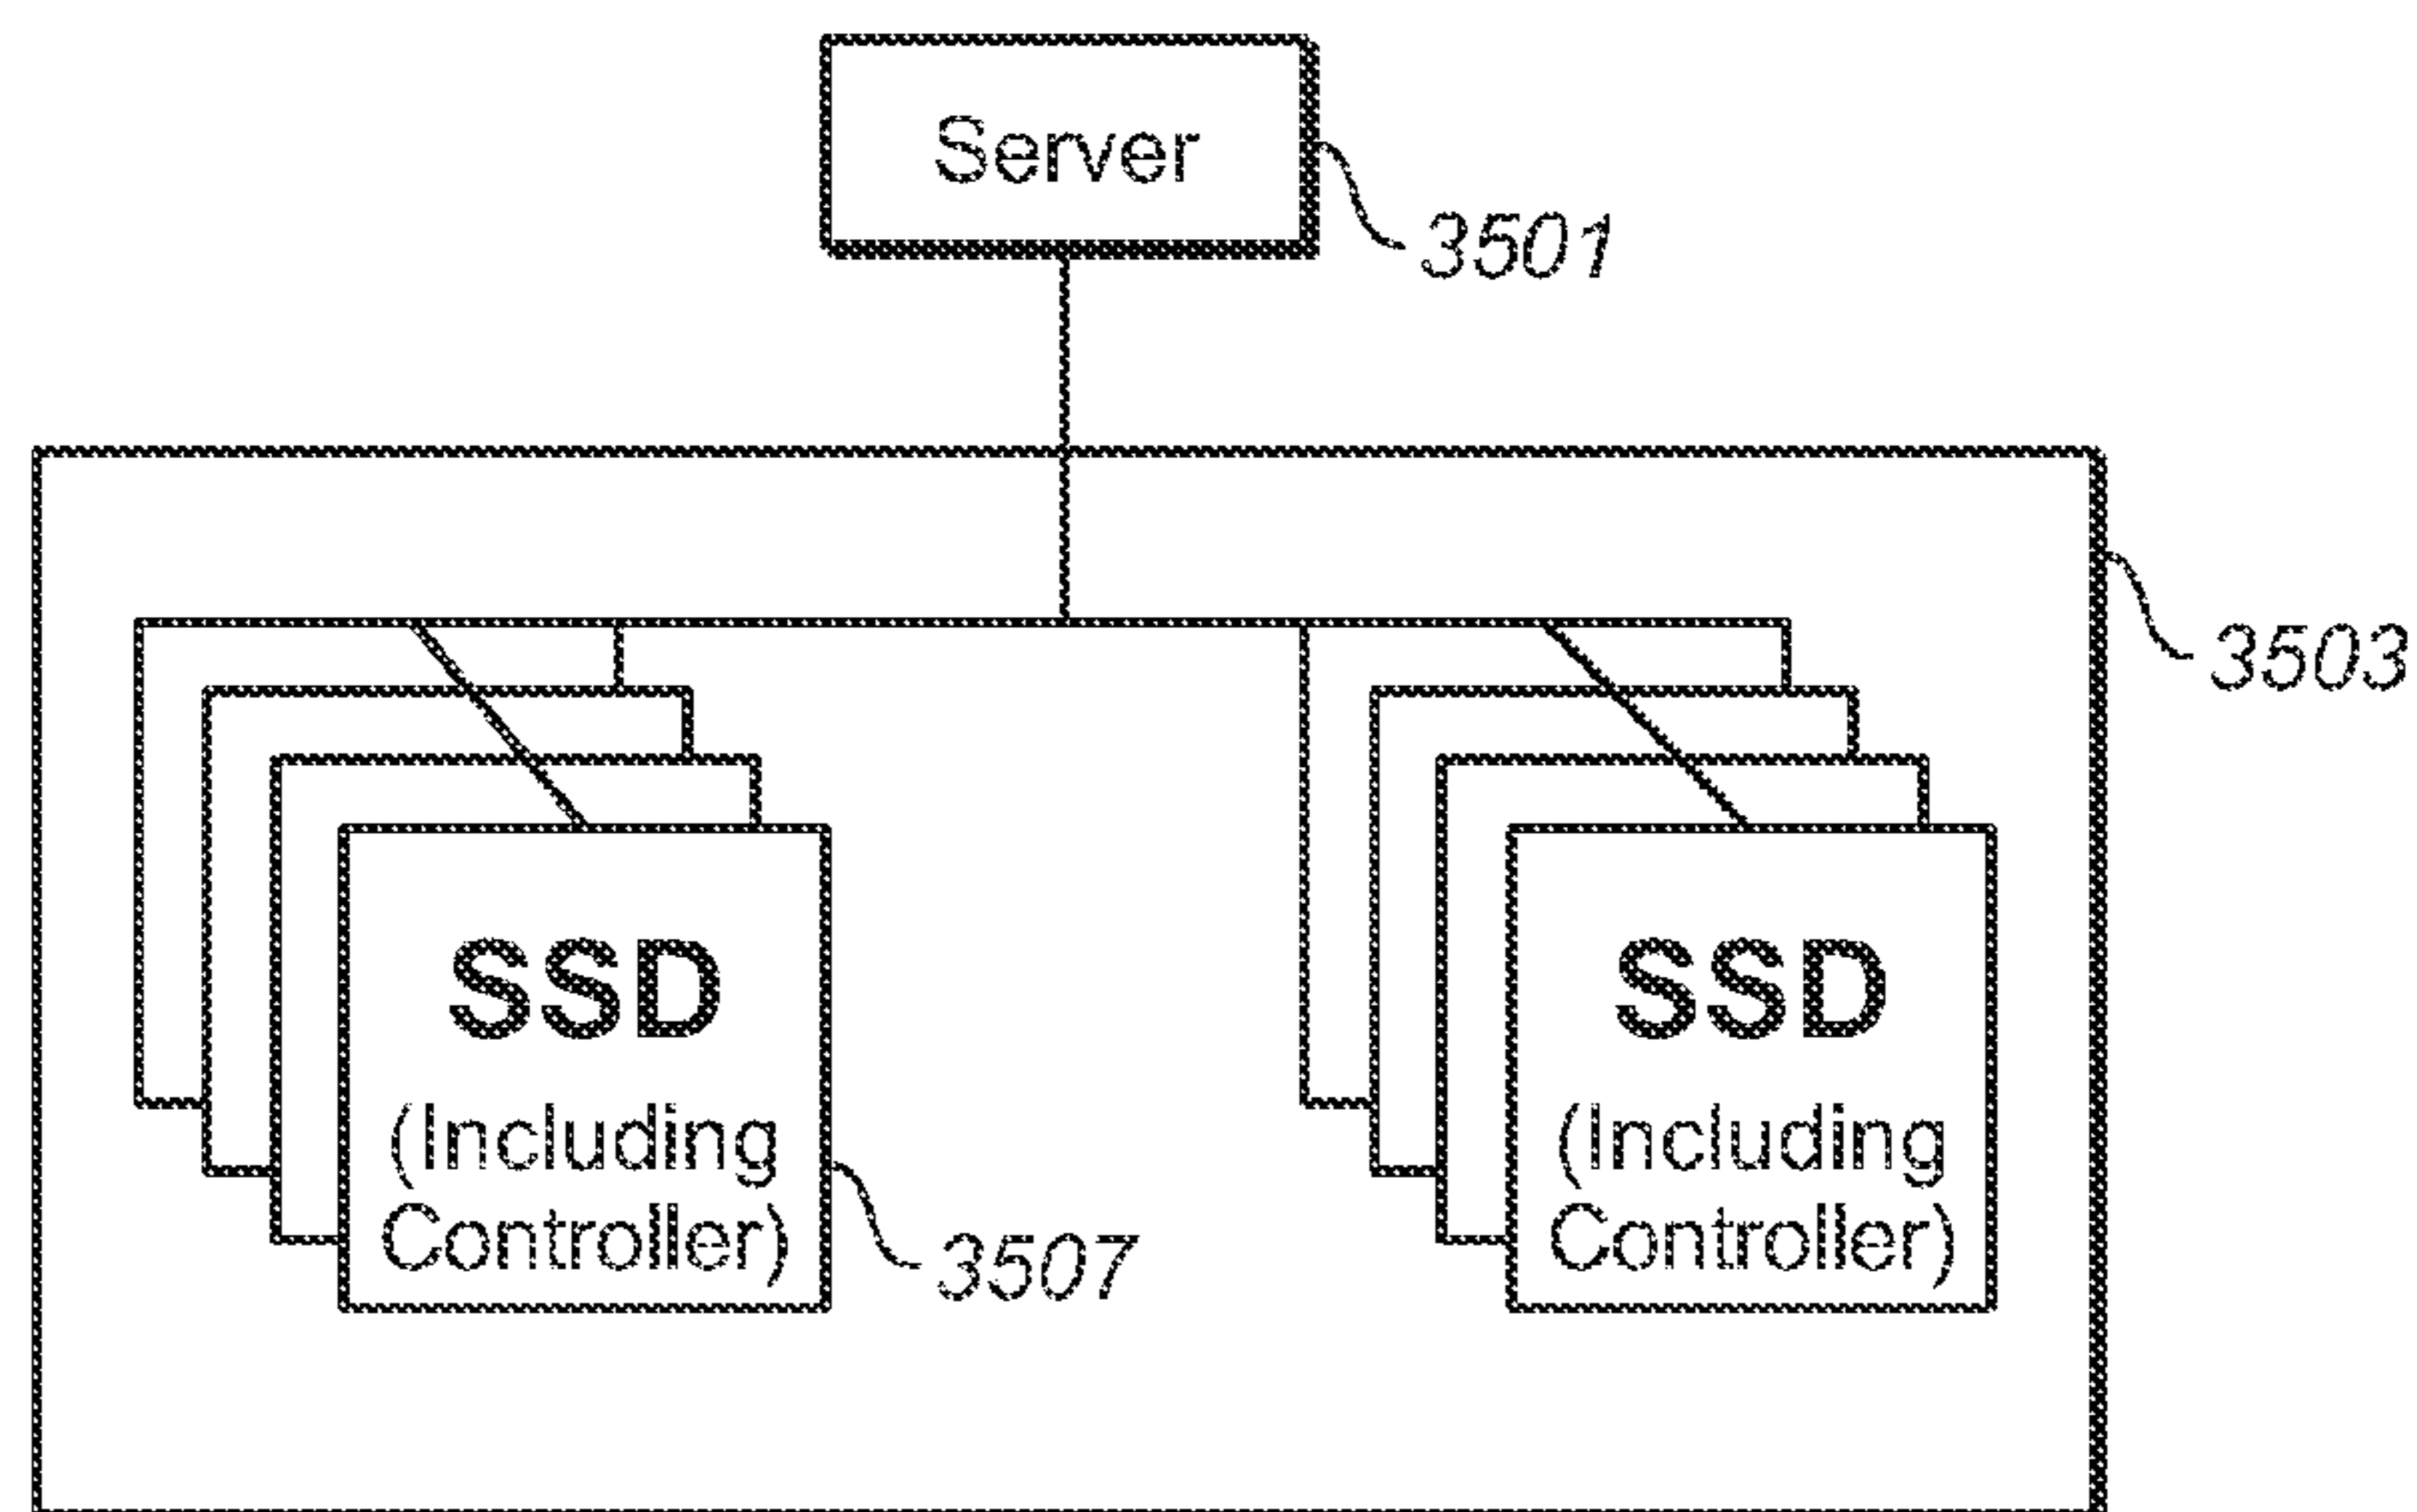 Server
3501
3503
SSD
(Including
Controller)
3507
SSD
(Including
Controller)